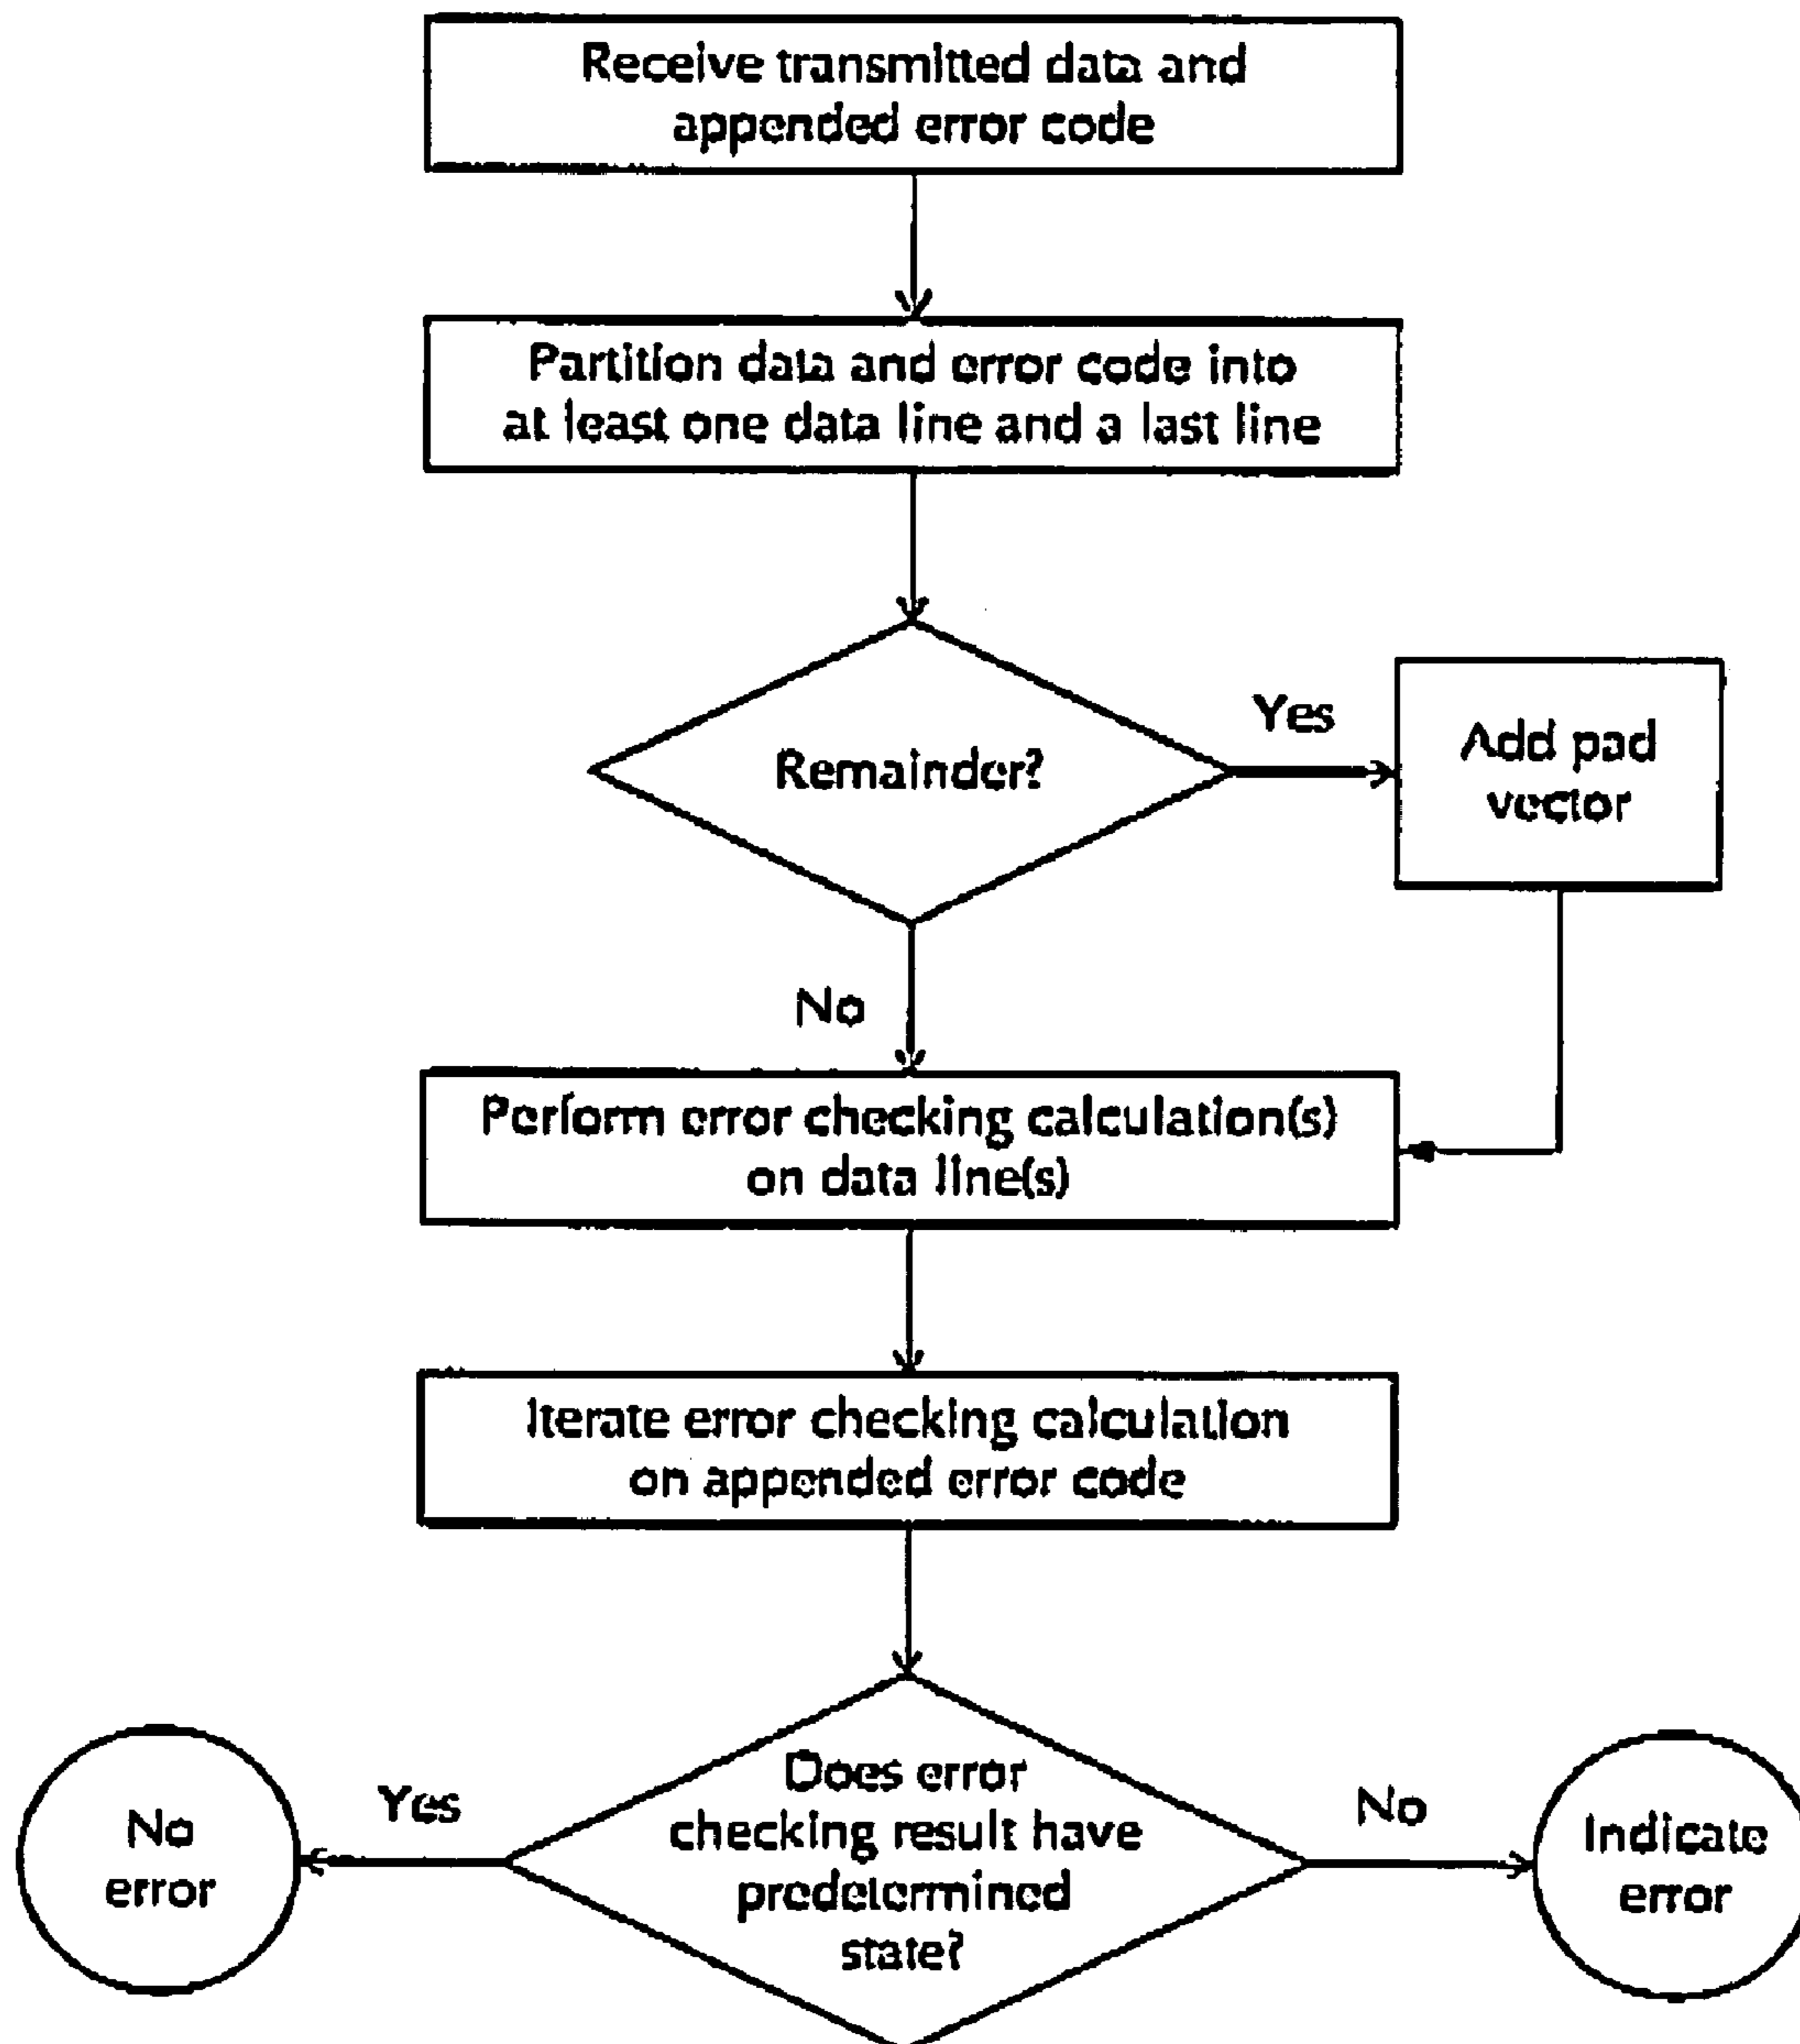 Receive transmitted data and
appended error code
Partition data and error code into
at least one data line and a last line
Remainder?
Yes
Add pad
vector
No
Perform error checking calculation(s)
on data line(s)
Iterate error checking calculation
on appended error code
Does error
checking result have
predetermined
state?
Yes
No
error
No
Indicate
error